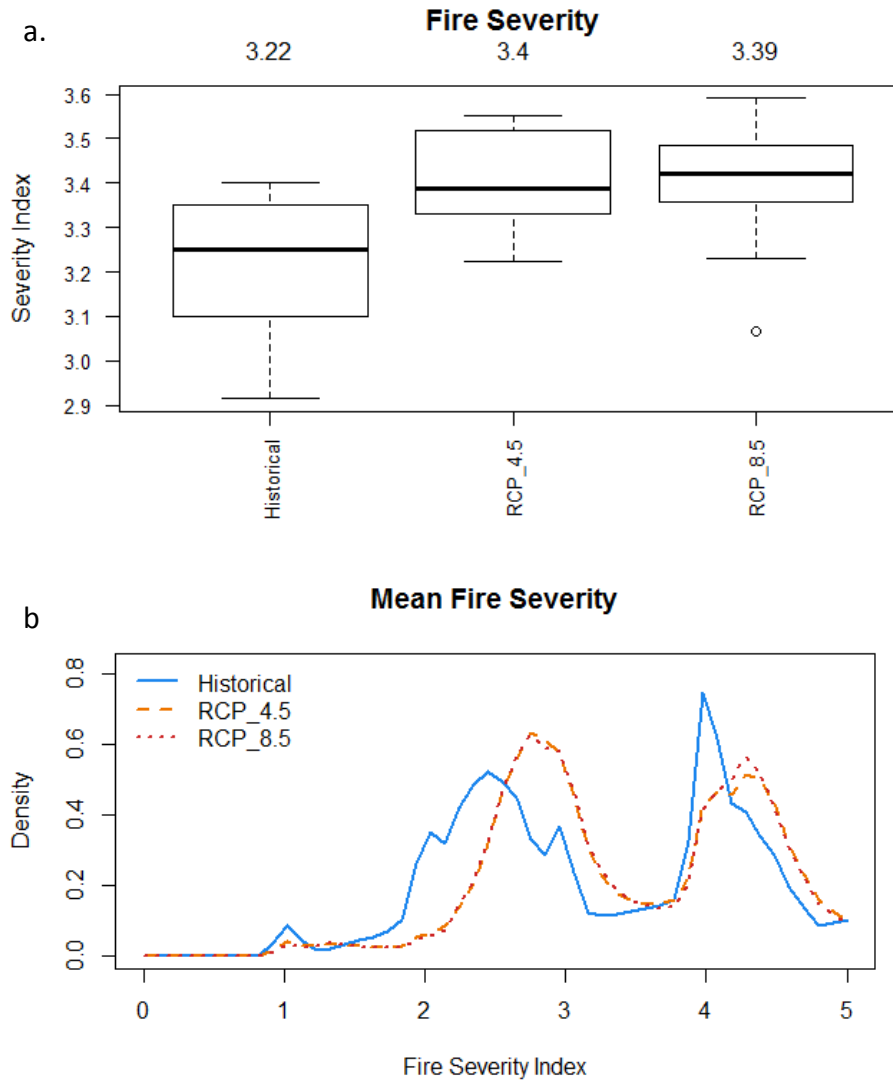 a.
Fire Severity
3.22 3.4 3.39
Severity Index
3.6
3.5
3.4
3.3
3.2
3.1
3.0
2.9
Historical
RCP_4.5
RCP_8.5
b
Mean Fire Severity
Density
0.8
0.6
0.4
0.2
0.0
Historical
RCP_4.5
RCP_8.5
0 1 2 3 4 5
Fire Severity Index